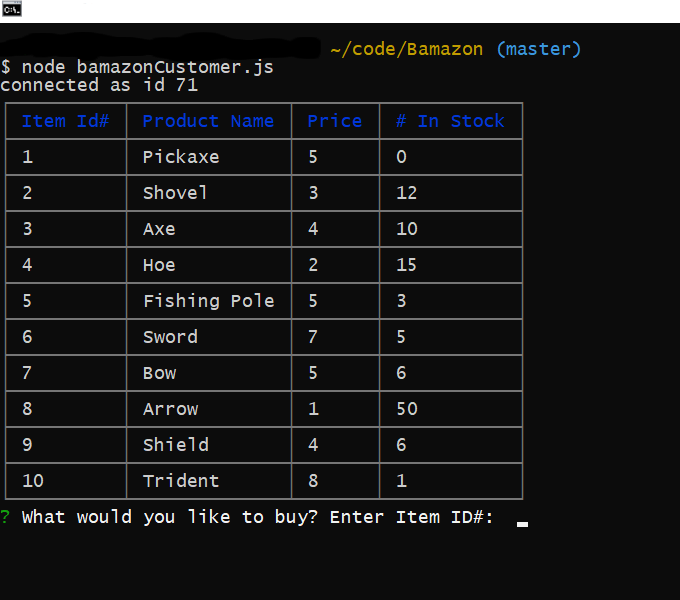 ~/code/Bamazon (master)
$ node bamazonCustomer.js
connected as id 71
Item Id# Product Name Price # In Stock
1 Pickaxe 5 0
2 Shovel 3 12
3 Axe 4 10
4 Hoe 2 15
5 Fishing Pole 5 3
6 Sword 7 5
7 Bow 5 6
8 Arrow 1 50
9 Shield 4 6
10 Trident 8 1
? What would you like to buy? Enter Item ID#: